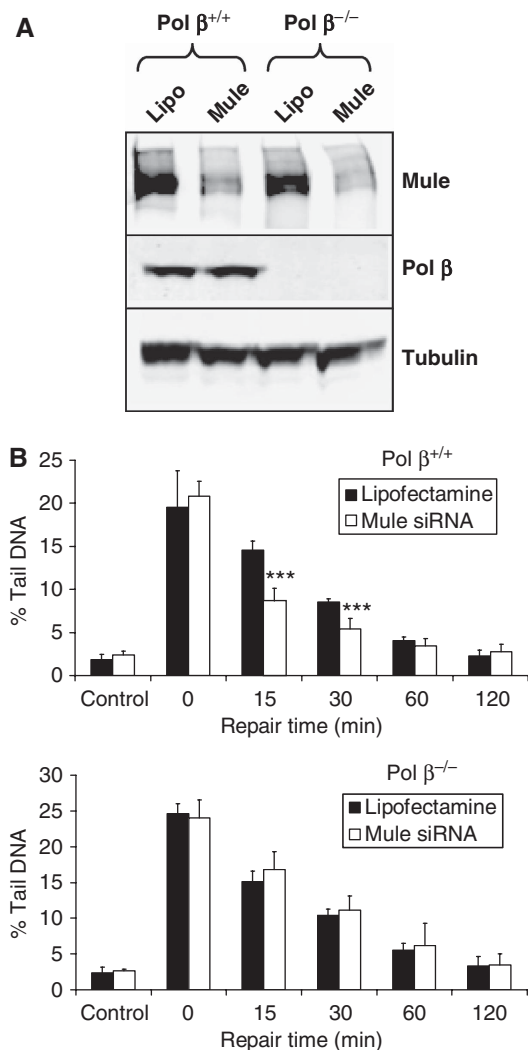 A
Pol β+/+
Pol β−/−
Lipo
Mule
Lipo
Mule
Mule
Pol β
Tubulin
B
Pol β+/+
Lipofectamine
Mule siRNA
% Tail DNA
25
20
15
10
5
0
***
***
Control 0 15 30 60 120
Repair time (min)
Pol β−/−
Lipofectamine
Mule siRNA
% Tail DNA
30
25
20
15
10
5
0
Control 0 15 30 60 120
Repair time (min)